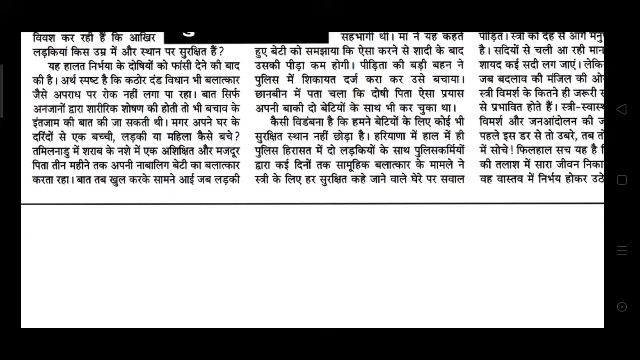 विवश कर रही हैं कि आखिर
लड़कियां किस उम्र में और स्थान पर सुरक्षित हैं?
यह हालत निर्भया के दोषियों को फांसी देने की बाद
की है। अर्थ स्पष्ट है कि कठोर दंड विधान भी बलात्कार
जैसे अपराध पर रोक नहीं लगा पा रहा। बात सिर्फ
अनजानों द्वारा शारीरिक शोषण की होती तो भी बचाव के
इंतजाम की बात की जा सकती थी। मगर अपने घर के
दरिंदों से एक बच्ची, लड़की या महिला कैसे बचे?
तमिलनाडु में शराब के नशे में एक अशिक्षित और मजदूर
पिता तीन महीने तक अपनी नाबालिग बेटी का बलात्कार
करता रहा। बात तब खुल करके सामने आई जब लड़की
सहभागी थी। मां ने यह कहते
हुए बेटी को समझाया कि ऐसा करने से शादी के बाद
उसकी पीड़ा कम होगी। पीड़िता की बड़ी बहन ने
पुलिस में शिकायत दर्ज करा कर उसे बचाया।
छानबीन में पता चला कि दोषी पिता ऐसा प्रयास
अपनी बाकी दो बेटियों के साथ भी कर चुका था।
कैसी विडंबना है कि हमने बेटियों के लिए कोई भी
सुरक्षित स्थान नहीं छोड़ा है। हरियाणा में हाल में ही
पुलिस हिरासत में दो लड़कियों के साथ पुलिसकर्मियों
द्वारा कई दिनों तक सामूहिक बलात्कार के मामले ने
स्त्री के लिए हर सुरक्षित कहे जाने वाले घेरे पर सवाल
पीड़ित। स्त्री की देह से आगे
है। सदियों से चली आ रही मान
शायद कई सदी लग जाएं। लेकि
जब बदलाव की मंजिल की ओ
स्त्री विमर्श के कितने ही जरूरी
से प्रभावित होते हैं। स्त्री-स्वास्थ
विमर्श और जनआंदोलन की
पहले इस डर से तो उबरे, तब
में सोचे! फिलहाल सच यह है
की तलाश में सारा जीवन निका
वह वास्तव में निर्भय होकर उठे